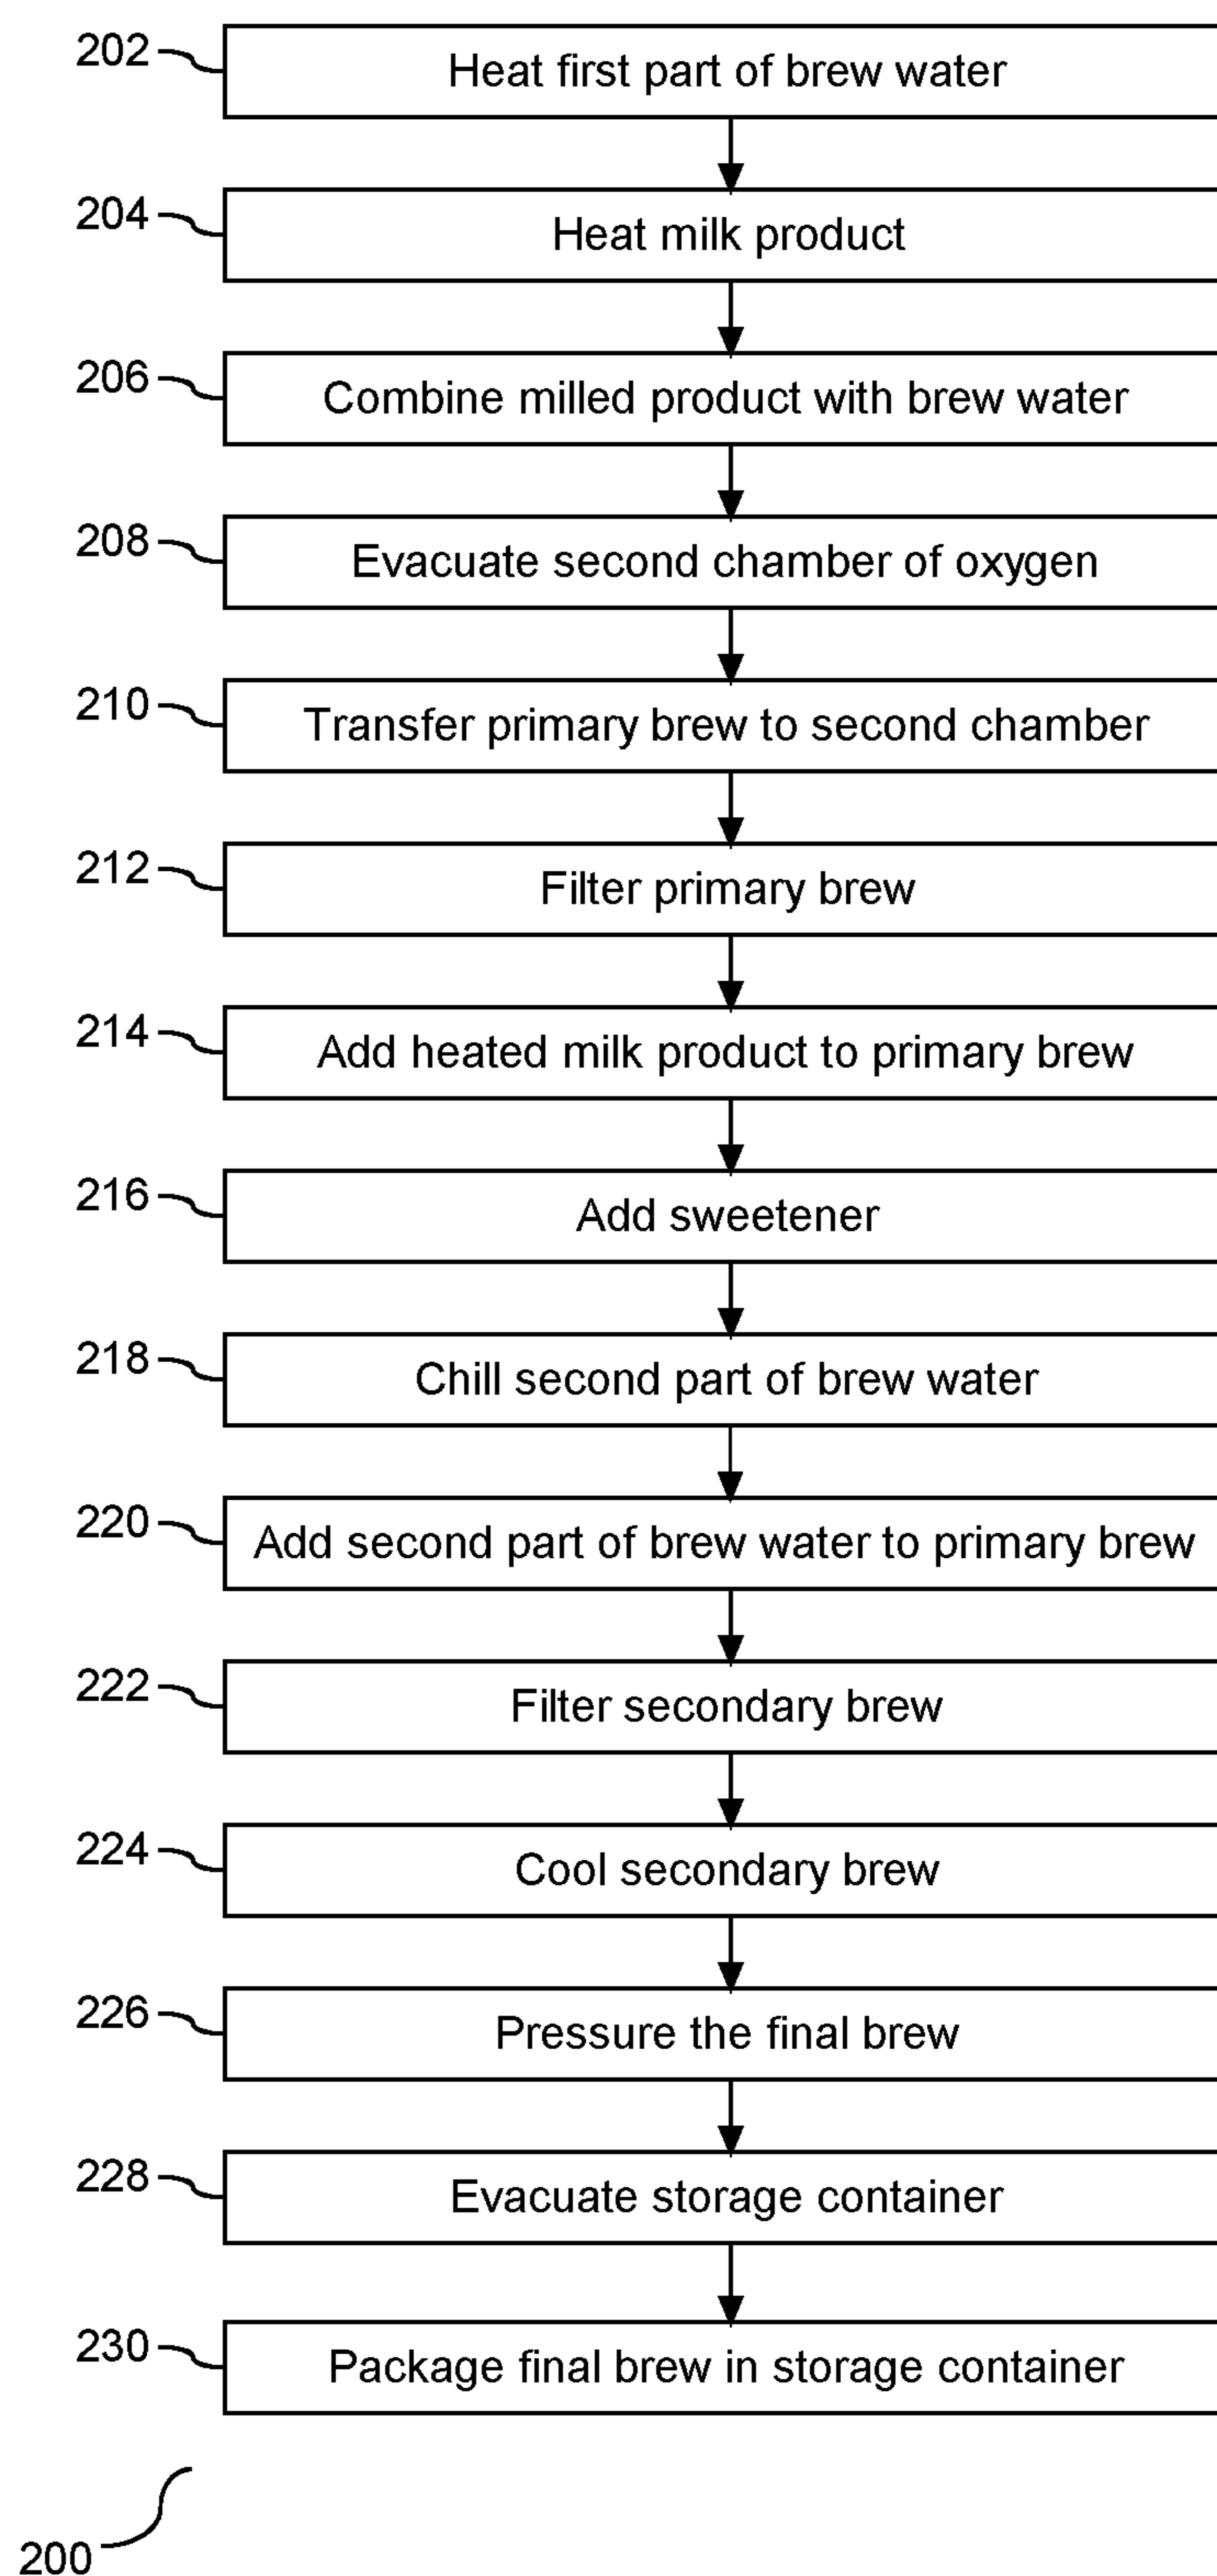 202 Heat first part of brew water
204 Heat milk product
206 Combine milled product with brew water
208 Evacuate second chamber of oxygen
210 Transfer primary brew to second chamber
212 Filter primary brew
214 Add heated milk product to primary brew
216 Add sweetener
218 Chill second part of brew water
220 Add second part of brew water to primary brew
222 Filter secondary brew
224 Cool secondary brew
226 Pressure the final brew
228 Evacuate storage container
230 Package final brew in storage container
200